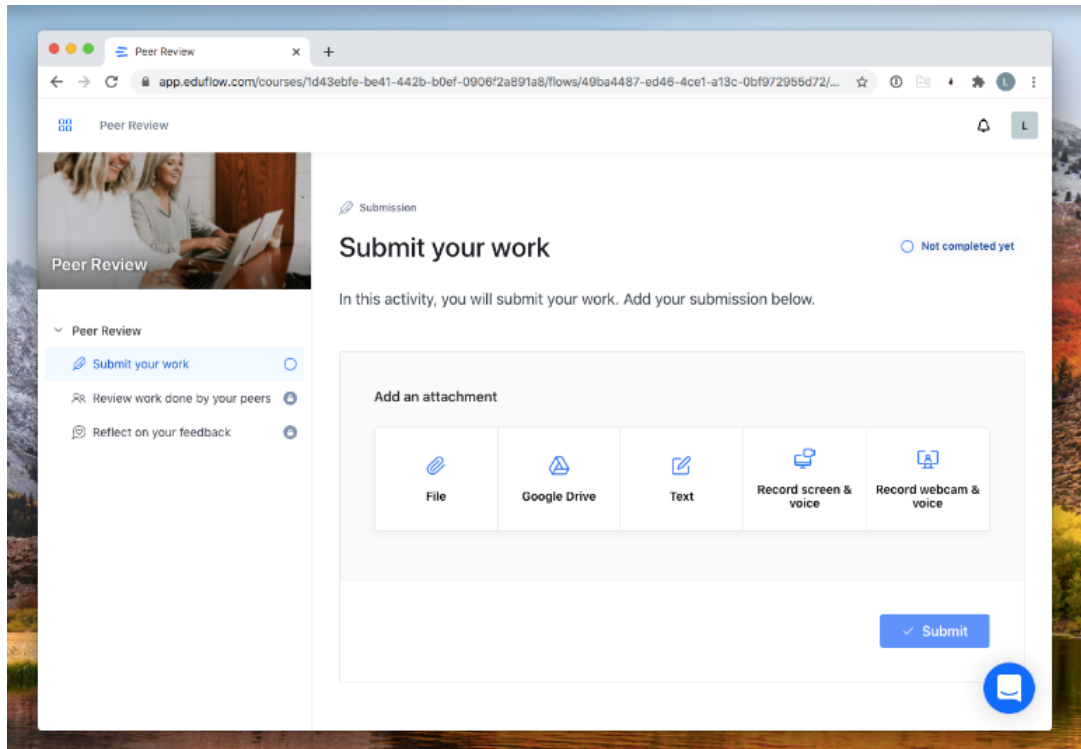 Peer Review
app.eduflow.com/courses/1d43ebfe-be41-442b-b0ef-0906f2a891a8/flows/49ba4487-ed46-4ce1-a13c-0bf972955d72/...
L
Peer Review
L
Peer Review
Peer Review
Submit your work
Review work done by your peers
Reflect on your feedback
Submission
Submit your work
Not completed yet
In this activity, you will submit your work. Add your submission below.
Add an attachment
File
Google Drive
Text
Record screen &
voice
Record webcam &
voice
Submit